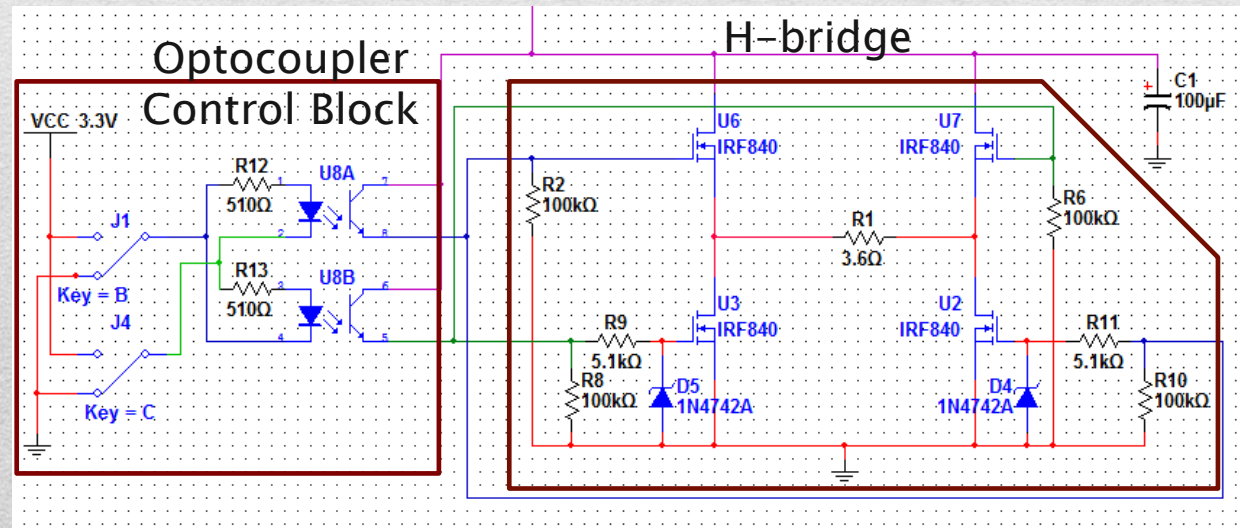 Optocoupler
Control Block
H-bridge
C1
+
100µF
VCC 3.3V
R12
510Ω
U8A
1
2
7
8
J1
Key = B
R13
510Ω
U8B
3
4
6
5
J4
Key = C
U6
IRF840
U7
IRF840
R2
100kΩ
R6
100kΩ
R1
3.6Ω
U3
IRF840
U2
IRF840
R9
5.1kΩ
R11
5.1kΩ
R8
100kΩ
D5
1N4742A
D4
1N4742A
R10
100kΩ